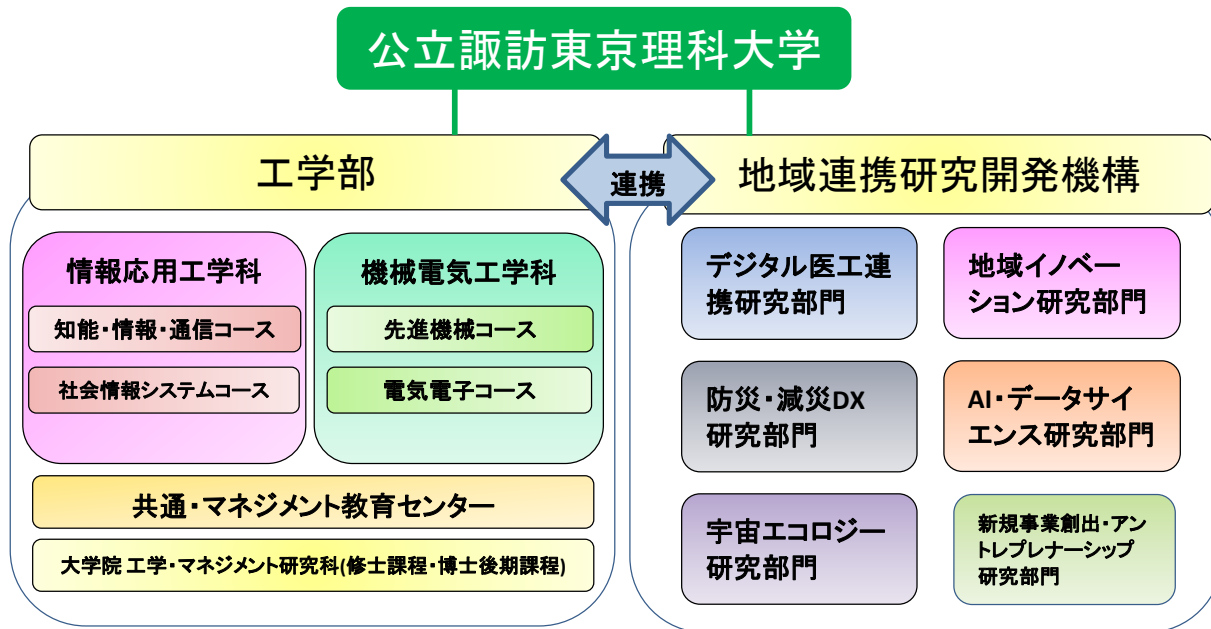 公立諏訪東京理科大学
工学部
連携
地域連携研究開発機構
情報応用工学科
知能・情報・通信コース
社会情報システムコース
機械電気工学科
先進機械コース
電気電子コース
共通・マネジメント教育センター
大学院 工学・マネジメント研究科(修士課程・博士後期課程)
デジタル医工連
携研究部門
地域イノベー
ション研究部門
防災・減災DX
研究部門
AI・データサイ
エンス研究部門
宇宙エコロジー
研究部門
新規事業創出・アン
トレプレナーシップ
研究部門